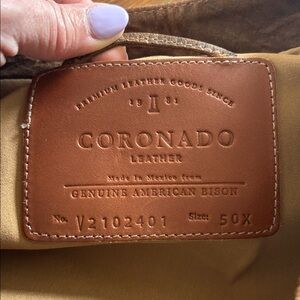 PREMIUM LEATHER GOODS SINCE
19 81
CORONADO
LEATHER
Made in Mexico from
GENUINE AMERICAN BISON
No. V2102401 Size: 50X